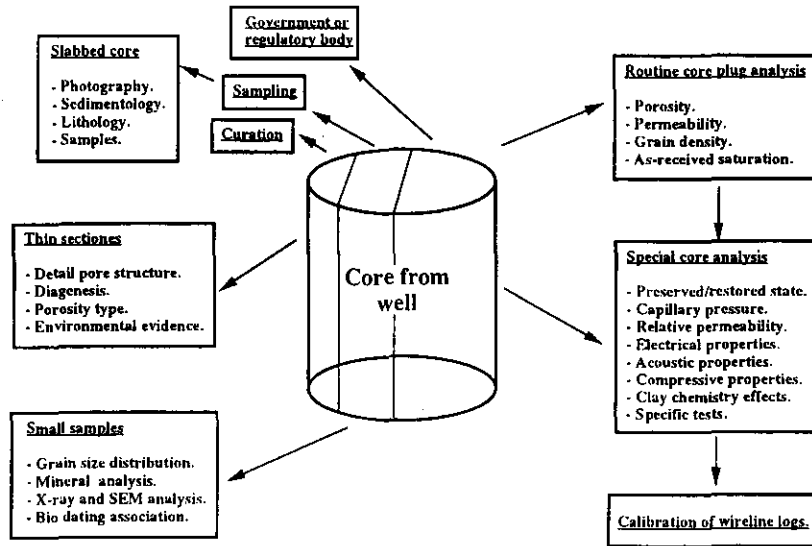 Government or
regulatory body
Slabbed core
- Photography.
- Sedimentology.
- Lithology.
- Samples.
Sampling
Curation
Routine core plug analysis
- Porosity.
- Permeability.
- Grain density.
- As-received saturation.
Thin sectiones
- Detail pore structure.
- Diagenesis.
- Porosity type.
- Environmental evidence.
Core from
well
Special core analysis
- Preserved/restored state.
- Capillary pressure.
- Relative permeability.
- Electrical properties.
- Acoustic properties.
- Compressive properties.
- Clay chemistry effects.
- Specific tests.
Small samples
- Grain size distribution.
- Mineral analysis.
- X-ray and SEM analysis.
- Bio dating association.
Calibration of wireline logs.